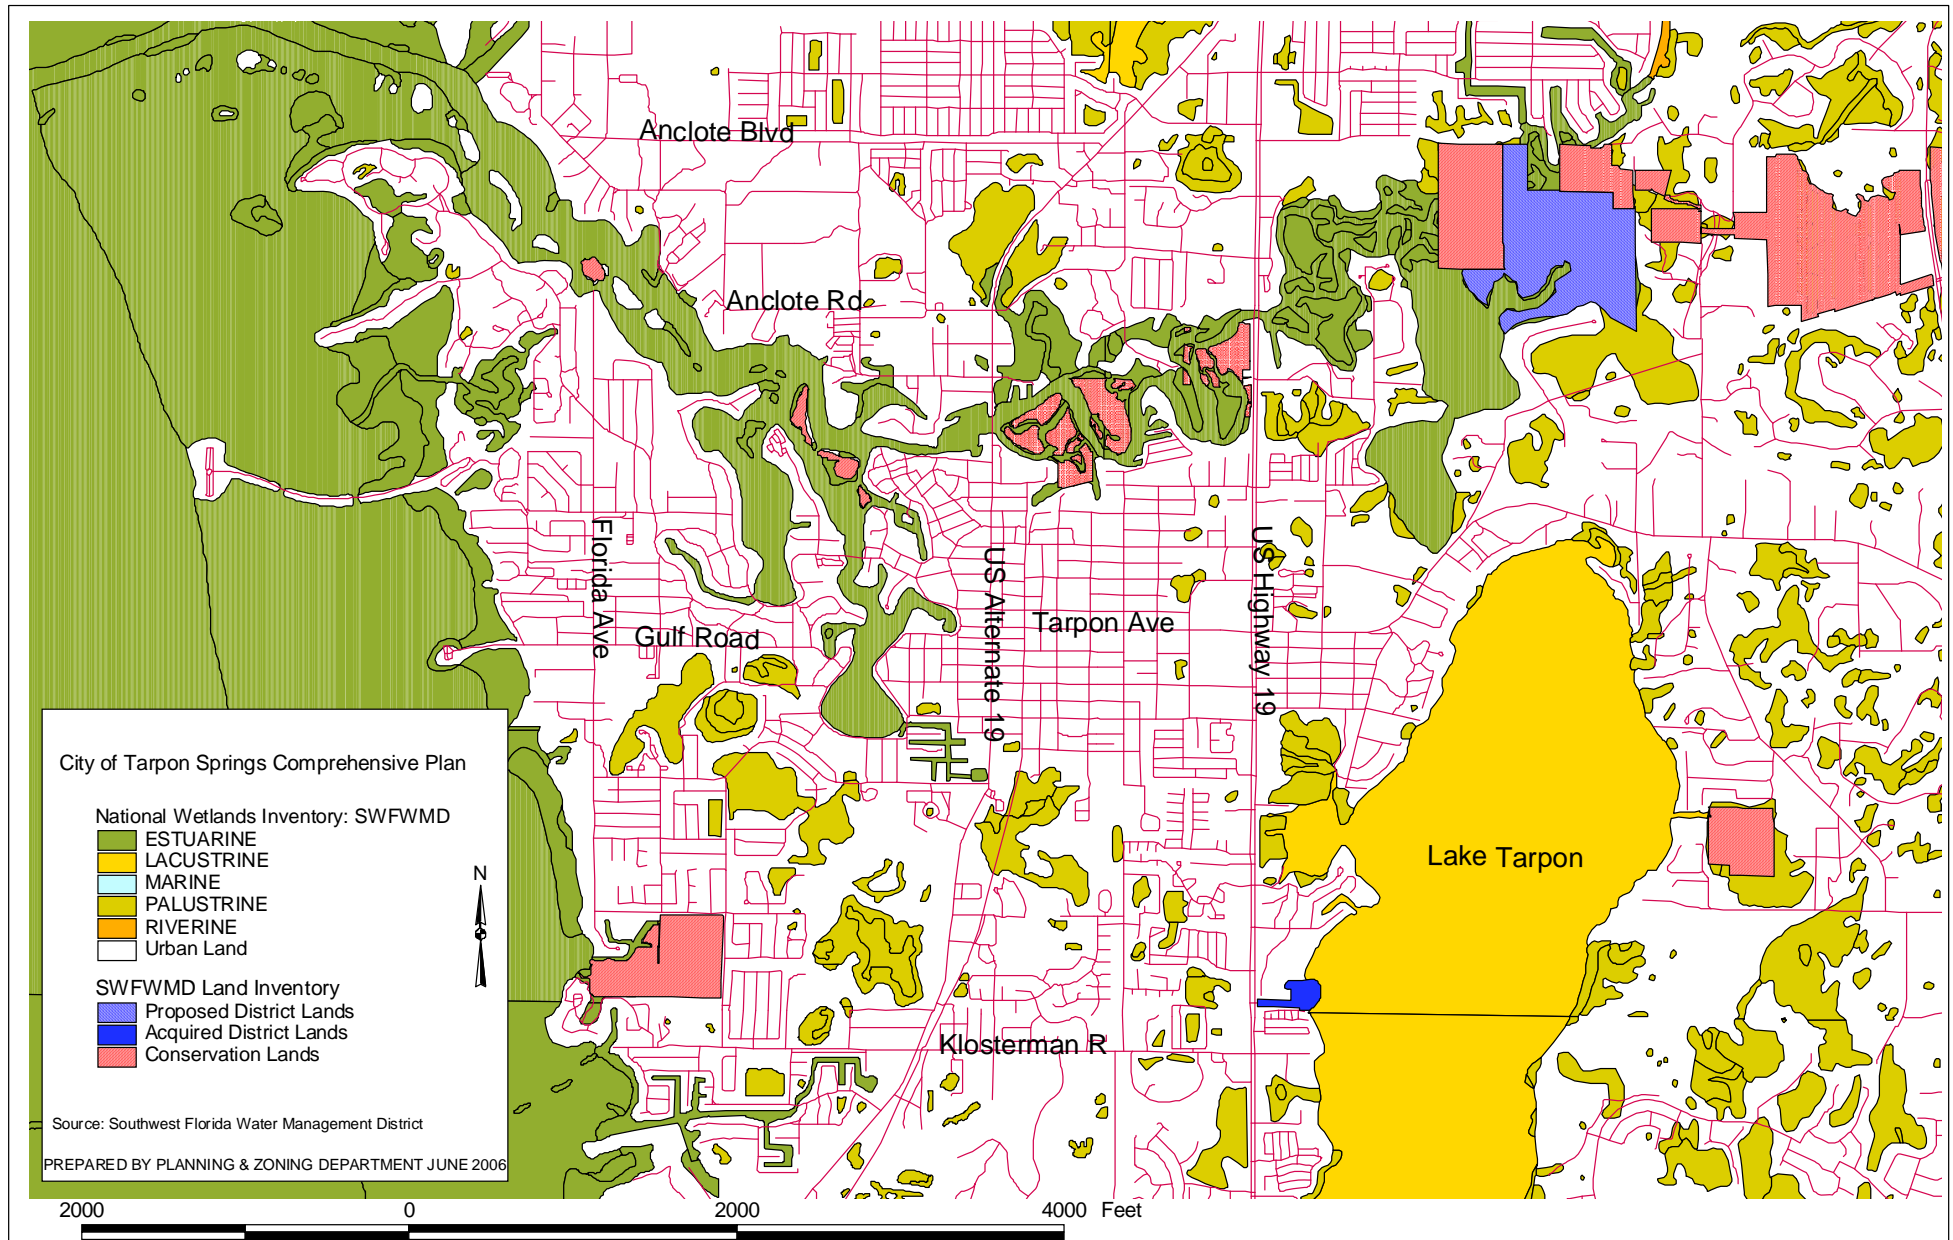 Anclote Blvd
Anclote Rd
Florida Ave
US Alternate 19
US Highway 19
Gulf Road
Tarpon Ave
Lake Tarpon
Klosterman R
City of Tarpon Springs Comprehensive Plan
National Wetlands Inventory: SWFWMD
ESTUARINE
LACUSTRINE
MARINE
PALUSTRINE
RIVERINE
Urban Land
N
SWFWMD Land Inventory
Proposed District Lands
Acquired District Lands
Conservation Lands
Source: Southwest Florida Water Management District
PREPARED BY PLANNING & ZONING DEPARTMENT JUNE 2006
2000 0 2000 4000 Feet